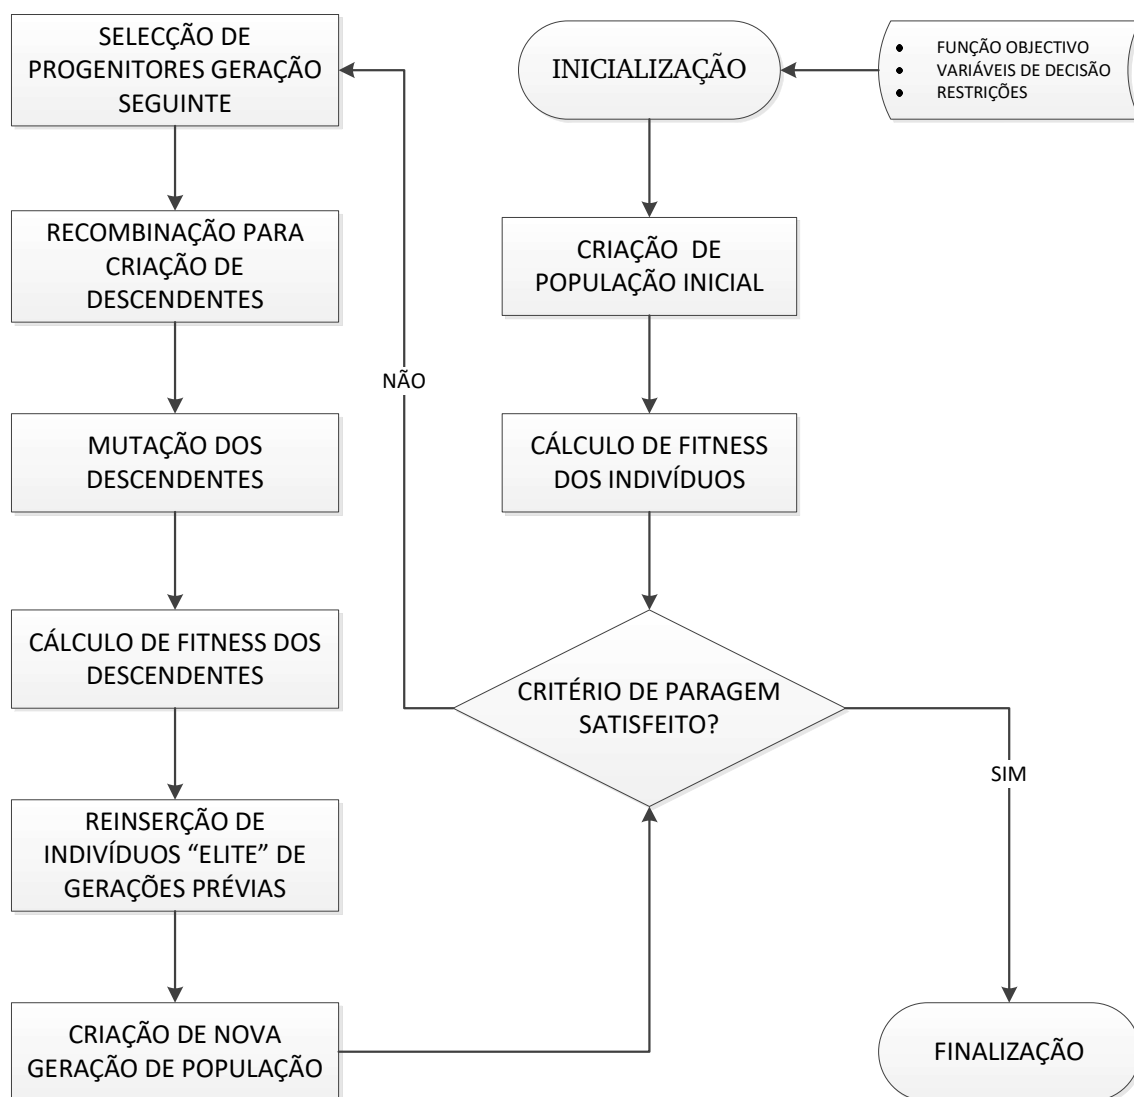 SELECÇÃO DE
PROGENITORES GERAÇÃO
SEGUINTE
INICIALIZAÇÃO
• FUNÇÃO OBJECTIVO
• VARIÁVEIS DE DECISÃO
• RESTRIÇÕES
RECOMBINAÇÃO PARA
CRIAÇÃO DE
DESCENDENTES
CRIAÇÃO DE
POPULAÇÃO INICIAL
NÃO
MUTAÇÃO DOS
DESCENDENTES
CÁLCULO DE FITNESS
DOS INDIVÍDUOS
CÁLCULO DE FITNESS DOS
DESCENDENTES
CRITÉRIO DE PARAGEM
SATISFEITO?
SIM
REINSERÇÃO DE
INDIVÍDUOS “ELITE” DE
GERAÇÕES PRÉVIAS
CRIAÇÃO DE NOVA
GERAÇÃO DE POPULAÇÃO
FINALIZAÇÃO